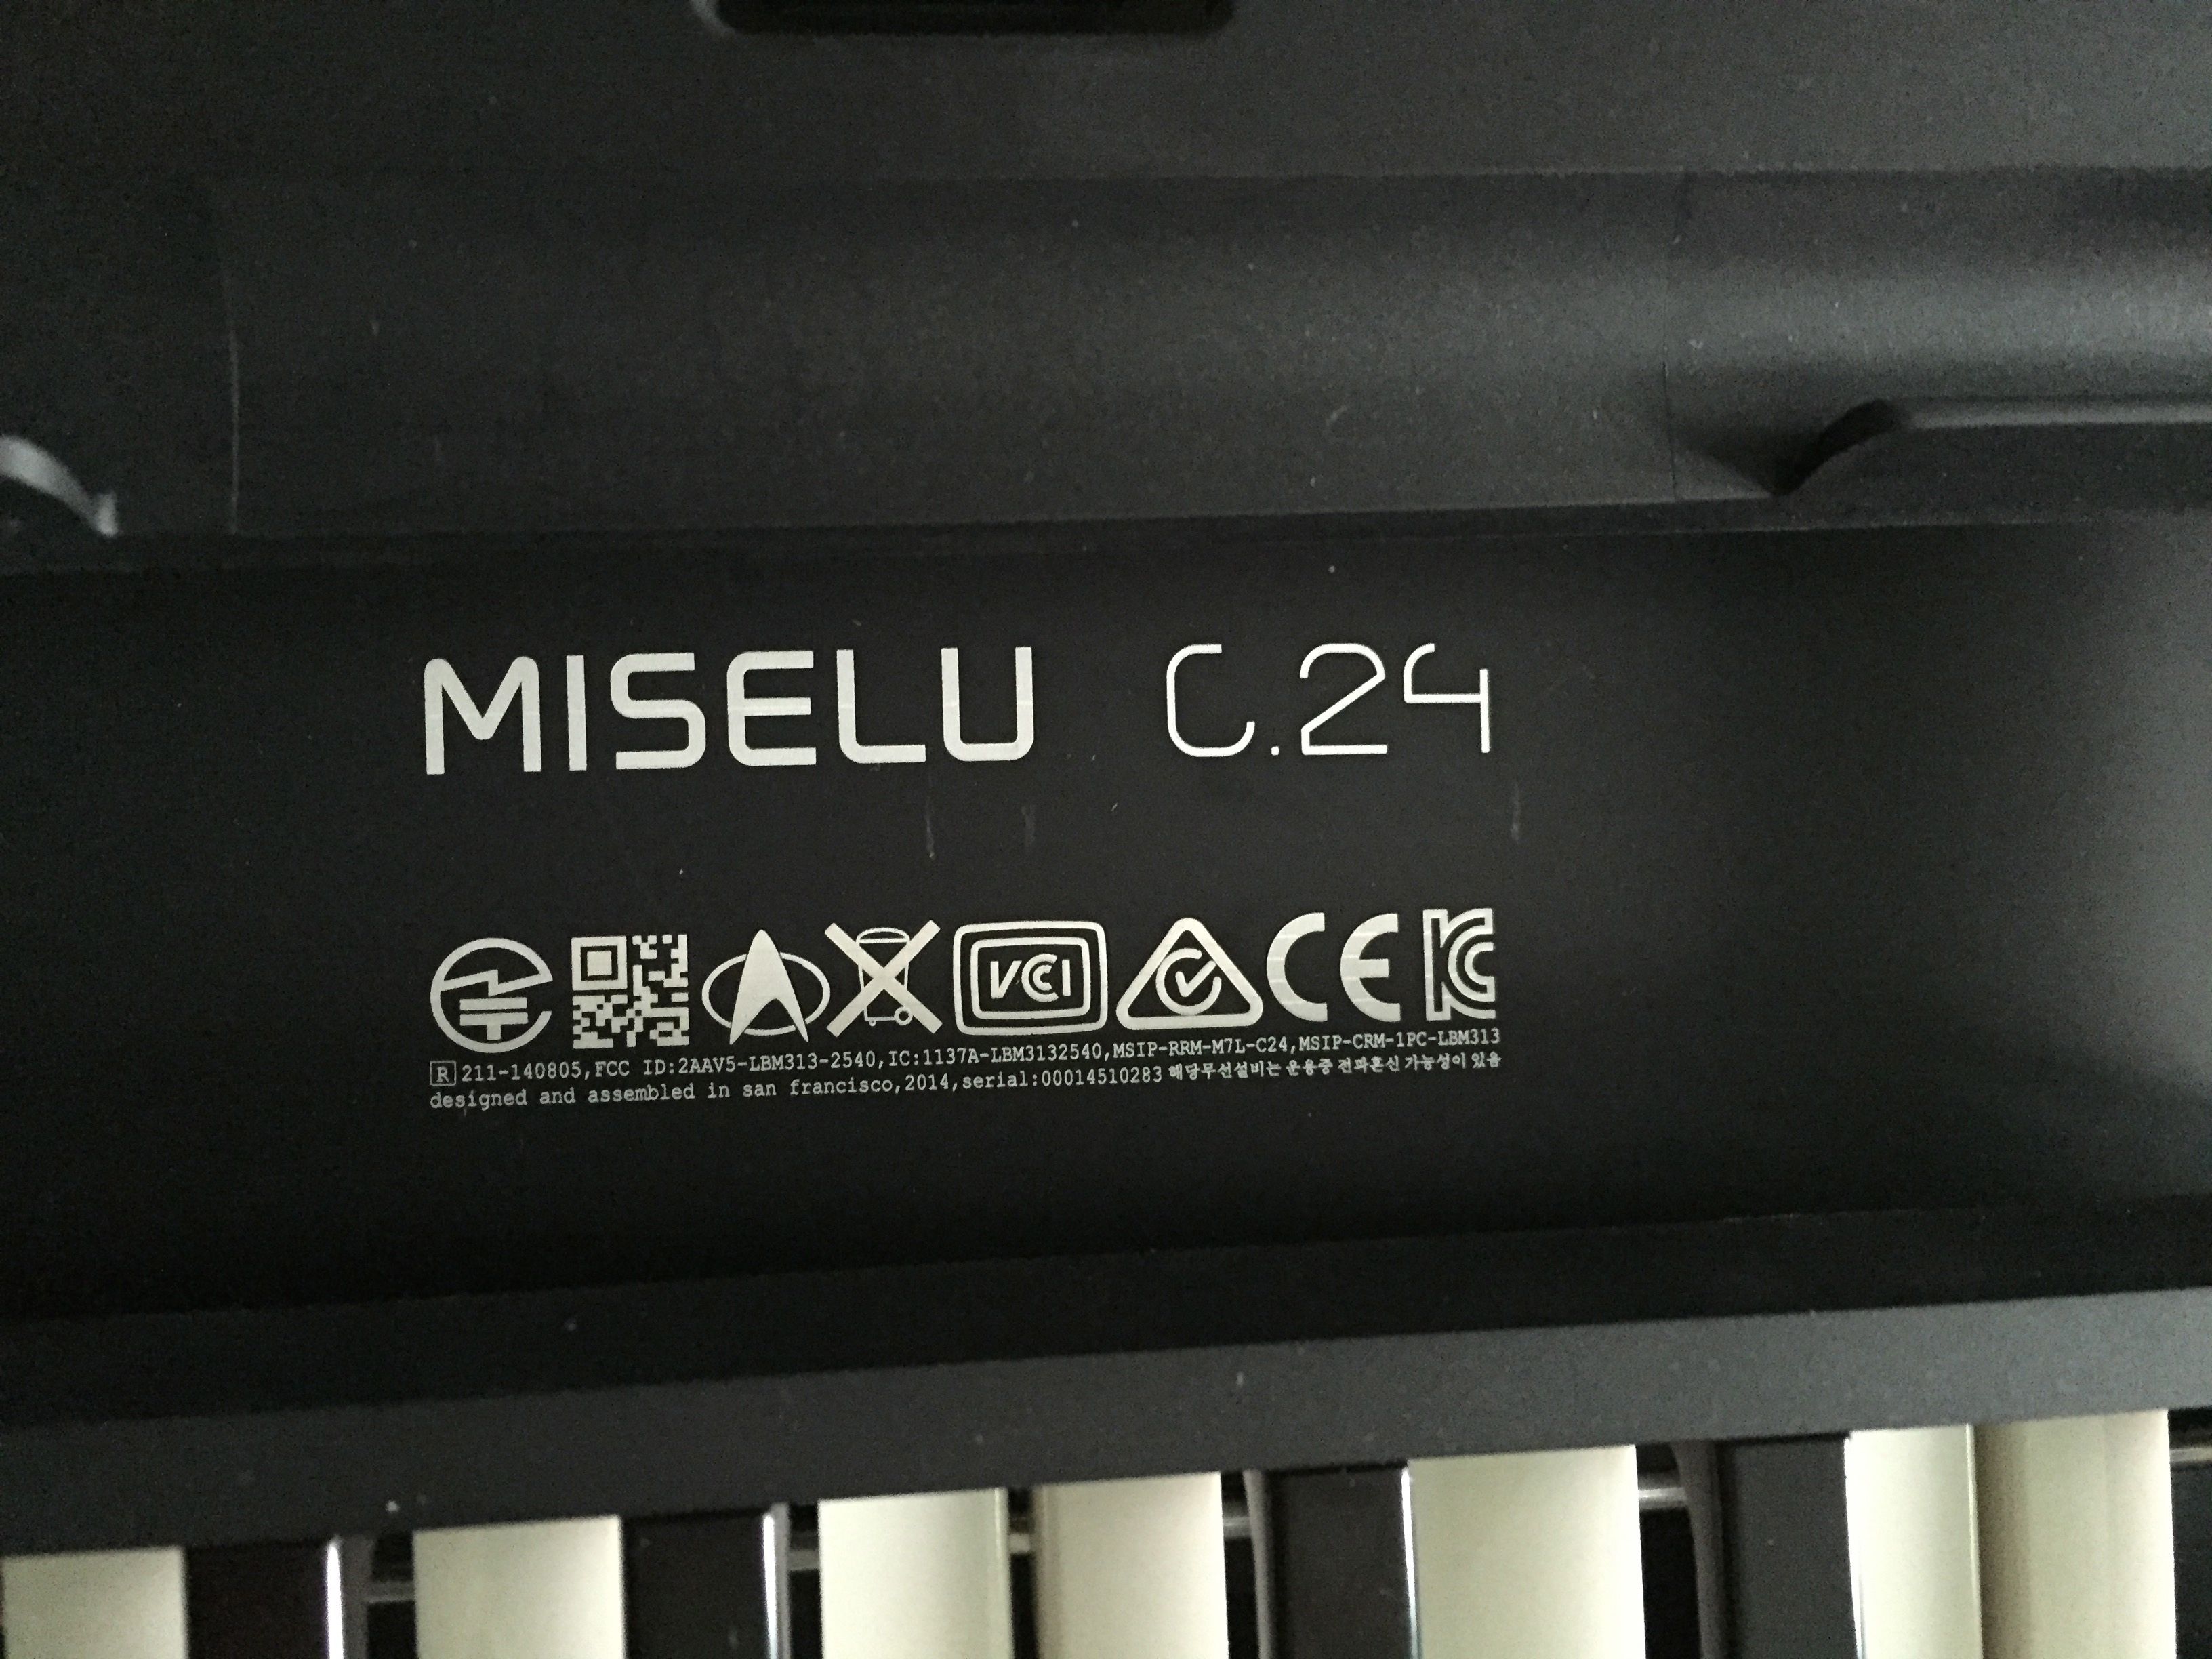 MISELU C.24
VCCI
CE
R 211-140805,FCC ID:2AAV5-LBM313-2540,IC:1137A-LBM3132540,MSIP-RRM-M7L-C24,MSIP-CRM-1PC-LBM313
designed and assembled in san francisco,2014,serial:00014510283 해당무선설비는 운용중 전파혼신 가능성이 있음